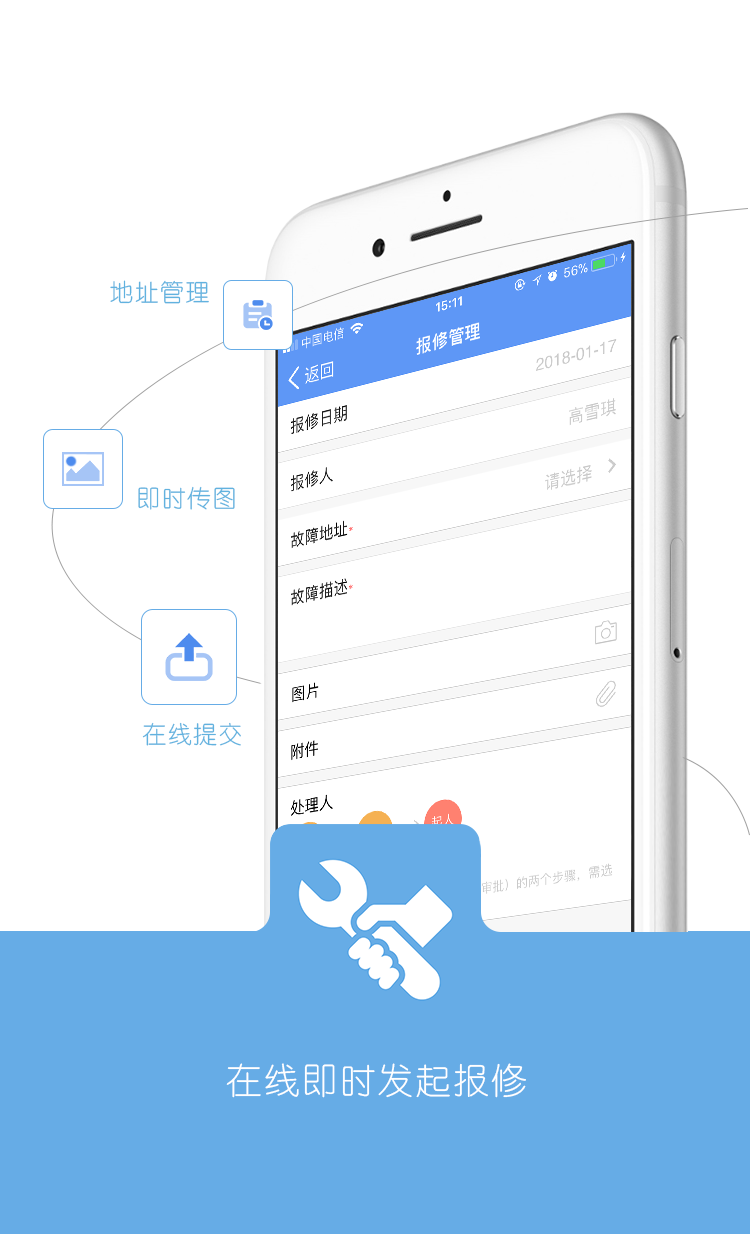 地址管理
即时传图
在线提交
中国电信
15:11
56%
返回
报修管理
报修日期
2018-01-17
报修人
高雪琪
故障地址*
请选择
故障描述*
图片
附件
处理人
起人
审批）的两个步骤，需选
在线即时发起报修